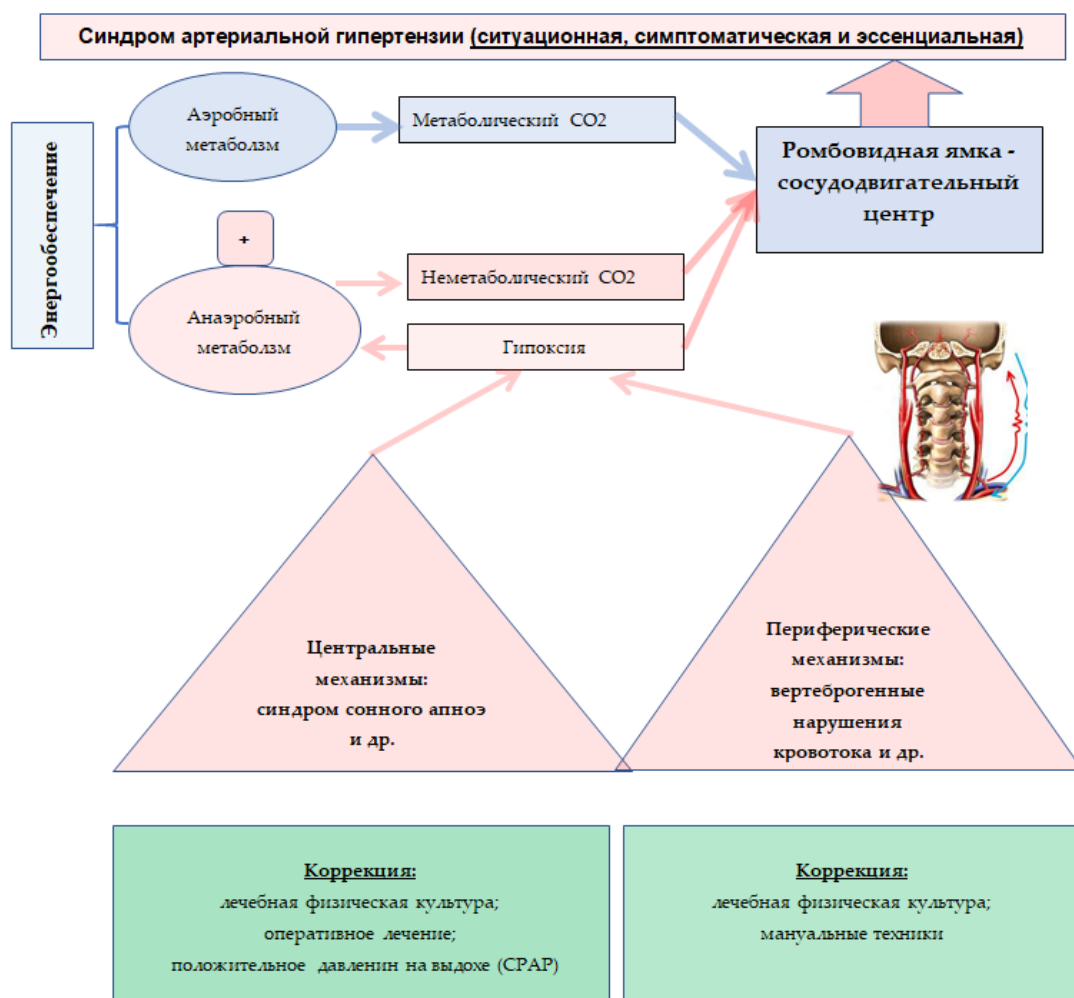 Синдром артериальной гипертензии (ситуационная, симптоматическая и эссенциальная)
Энергообеспечение
Аэробный
метаболзм
Метаболический СО2
Ромбовидная ямка -
сосудодвигательный
центр
+
Неметаболический СО2
Анаэробный
метаболзм
Гипоксия
Центральные
механизмы:
синдром сонного апноэ
и др.
Периферические
механизмы:
вертеброгенные
нарушения
кровотока и др.
Коррекция:
лечебная физическая культура;
оперативное лечение;
положительное давленин на выдохе (CPAP)
Коррекция:
лечебная физическая культура;
мануальные техники